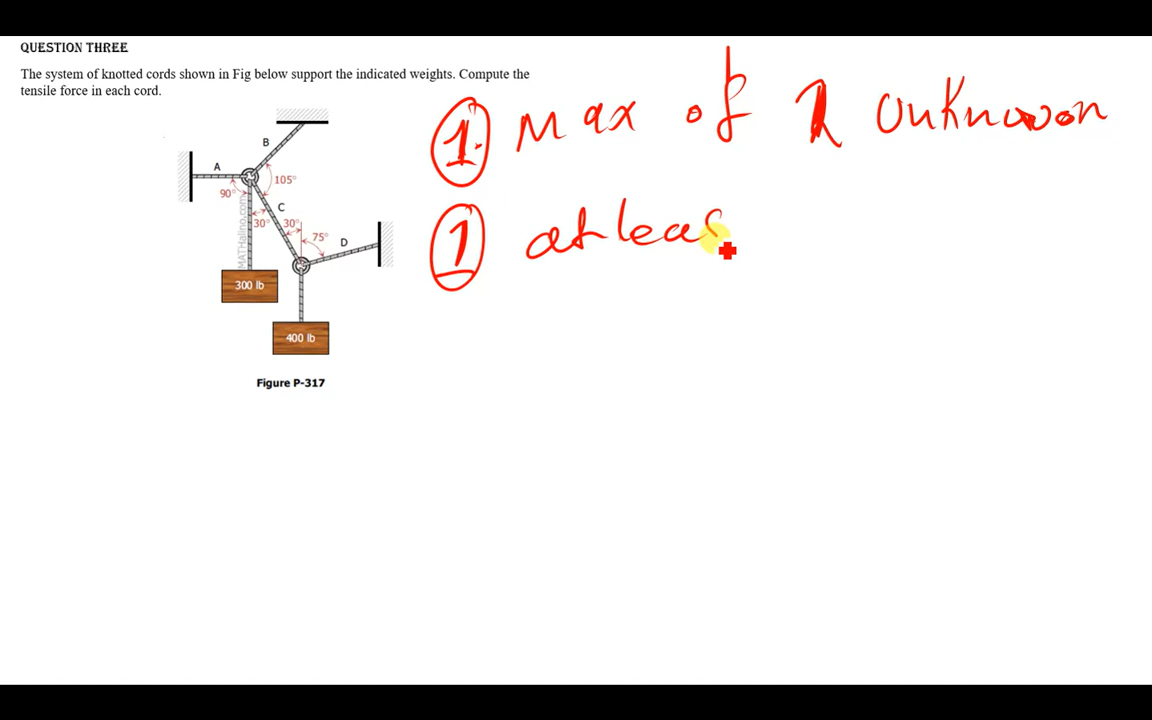 QUESTION THREE
The system of knotted cords shown in Fig below support the indicated weights. Compute the
tensile force in each cord.
1. Max of 2 unknown
1 atleas
B
A
105°
90°
C
30°
30°
75°
D
MATHalino.com
300 lb
400 lb
Figure P-317